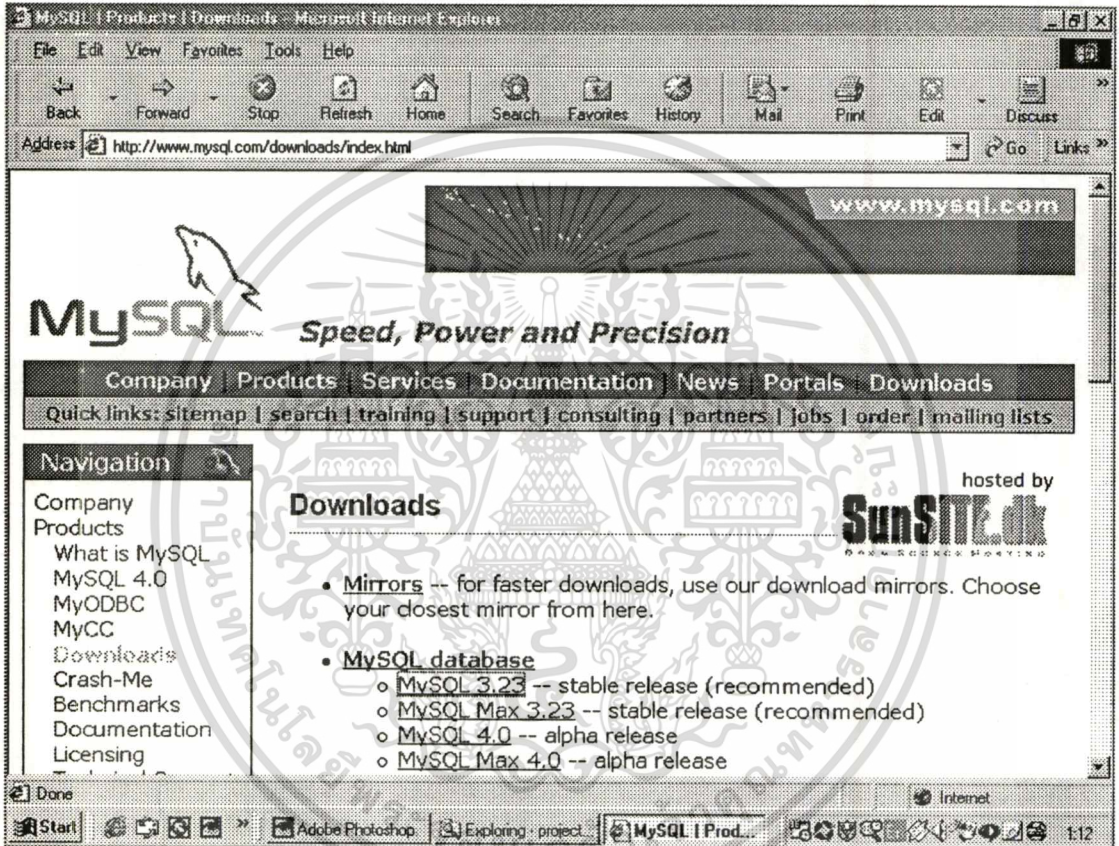 MySQL | Products | Downloads - Microsoft Internet Explorer
File Edit View Favorites Tools Help
Back Forward Stop Refresh Home Search Favorites History Mail Print Edit Discuss »
Address http://www.mysql.com/downloads/index.html Go Links »
www.mysql.com
MySQL Speed, Power and Precision
Company | Products | Services | Documentation | News | Portals | Downloads
Quick links: sitemap | search | training | support | consulting | partners | jobs | order | mailing lists
Navigation
Company
Products
What is MySQL
MySQL 4.0
MyODBC
MyCC
Downloads
Crash-Me
Benchmarks
Documentation
Licensing
hosted by
SunSITE.dk
Downloads
• Mirrors -- for faster downloads, use our download mirrors. Choose
your closest mirror from here.
• MySQL database
o MySQL 3.23 -- stable release (recommended)
o MySQL Max 3.23 -- stable release (recommended)
o MySQL 4.0 -- alpha release
o MySQL Max 4.0 -- alpha release
Done Internet
Start » Adobe Photoshop Exploring - project... MySQL | Prod... 1:12